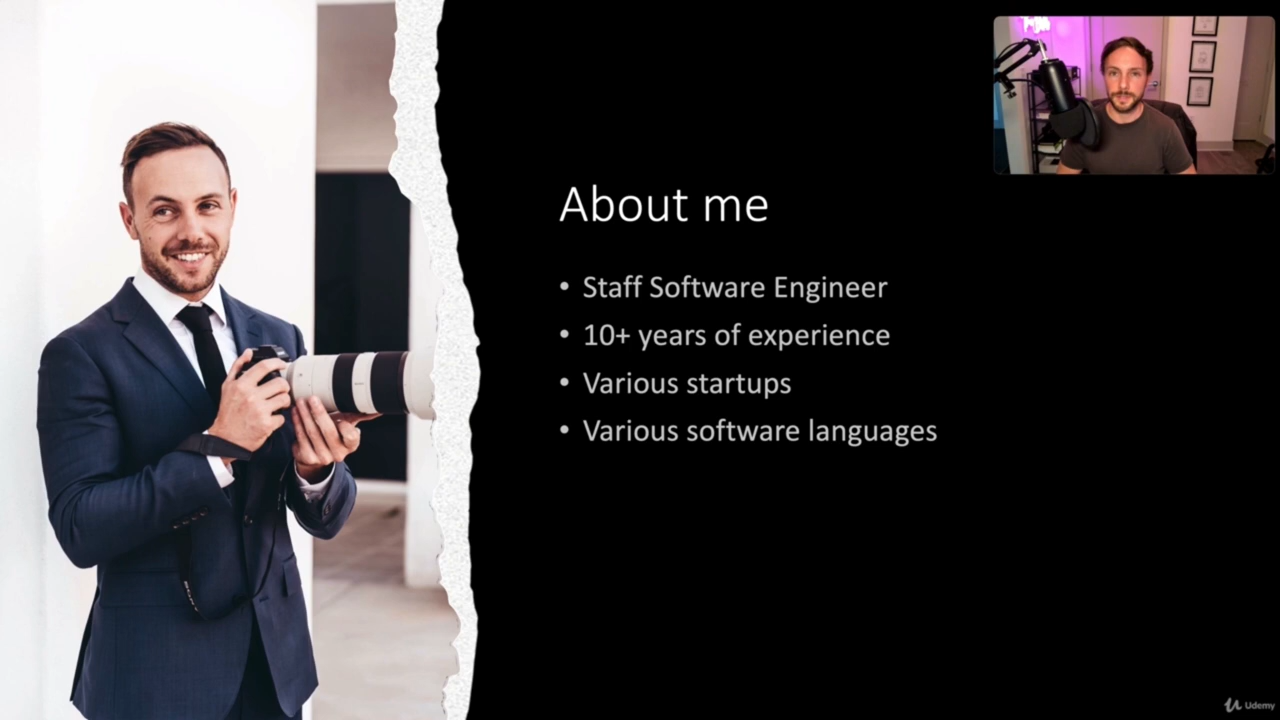 About me
• Staff Software Engineer
• 10+ years of experience
• Various startups
• Various software languages
Udemy